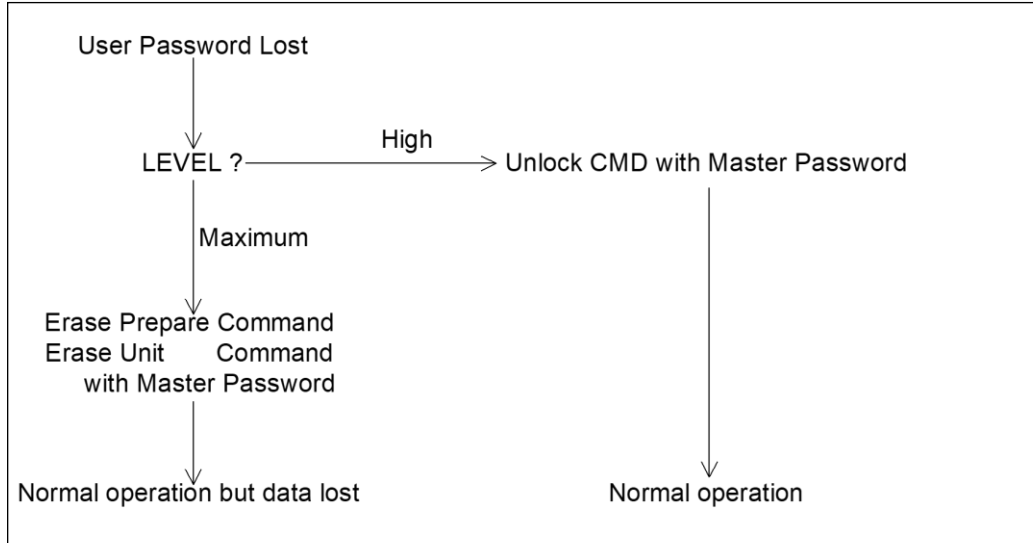 User Password Lost
High
LEVEL ?
Unlock CMD with Master Password
Maximum
Erase Prepare Command
Erase Unit Command
with Master Password
Normal operation but data lost
Normal operation